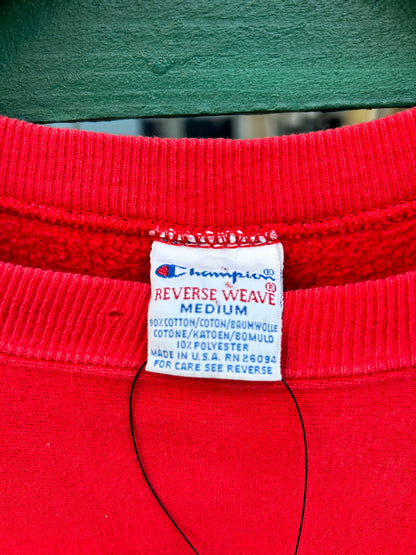 Champion®
REVERSE WEAVE®
MEDIUM
90% COTTON/COTON/BAUMWOLLE
COTONE/KATOEN/BOMULD
10% POLYESTER
MADE IN U.S.A. RN 26094
FOR CARE SEE REVERSE